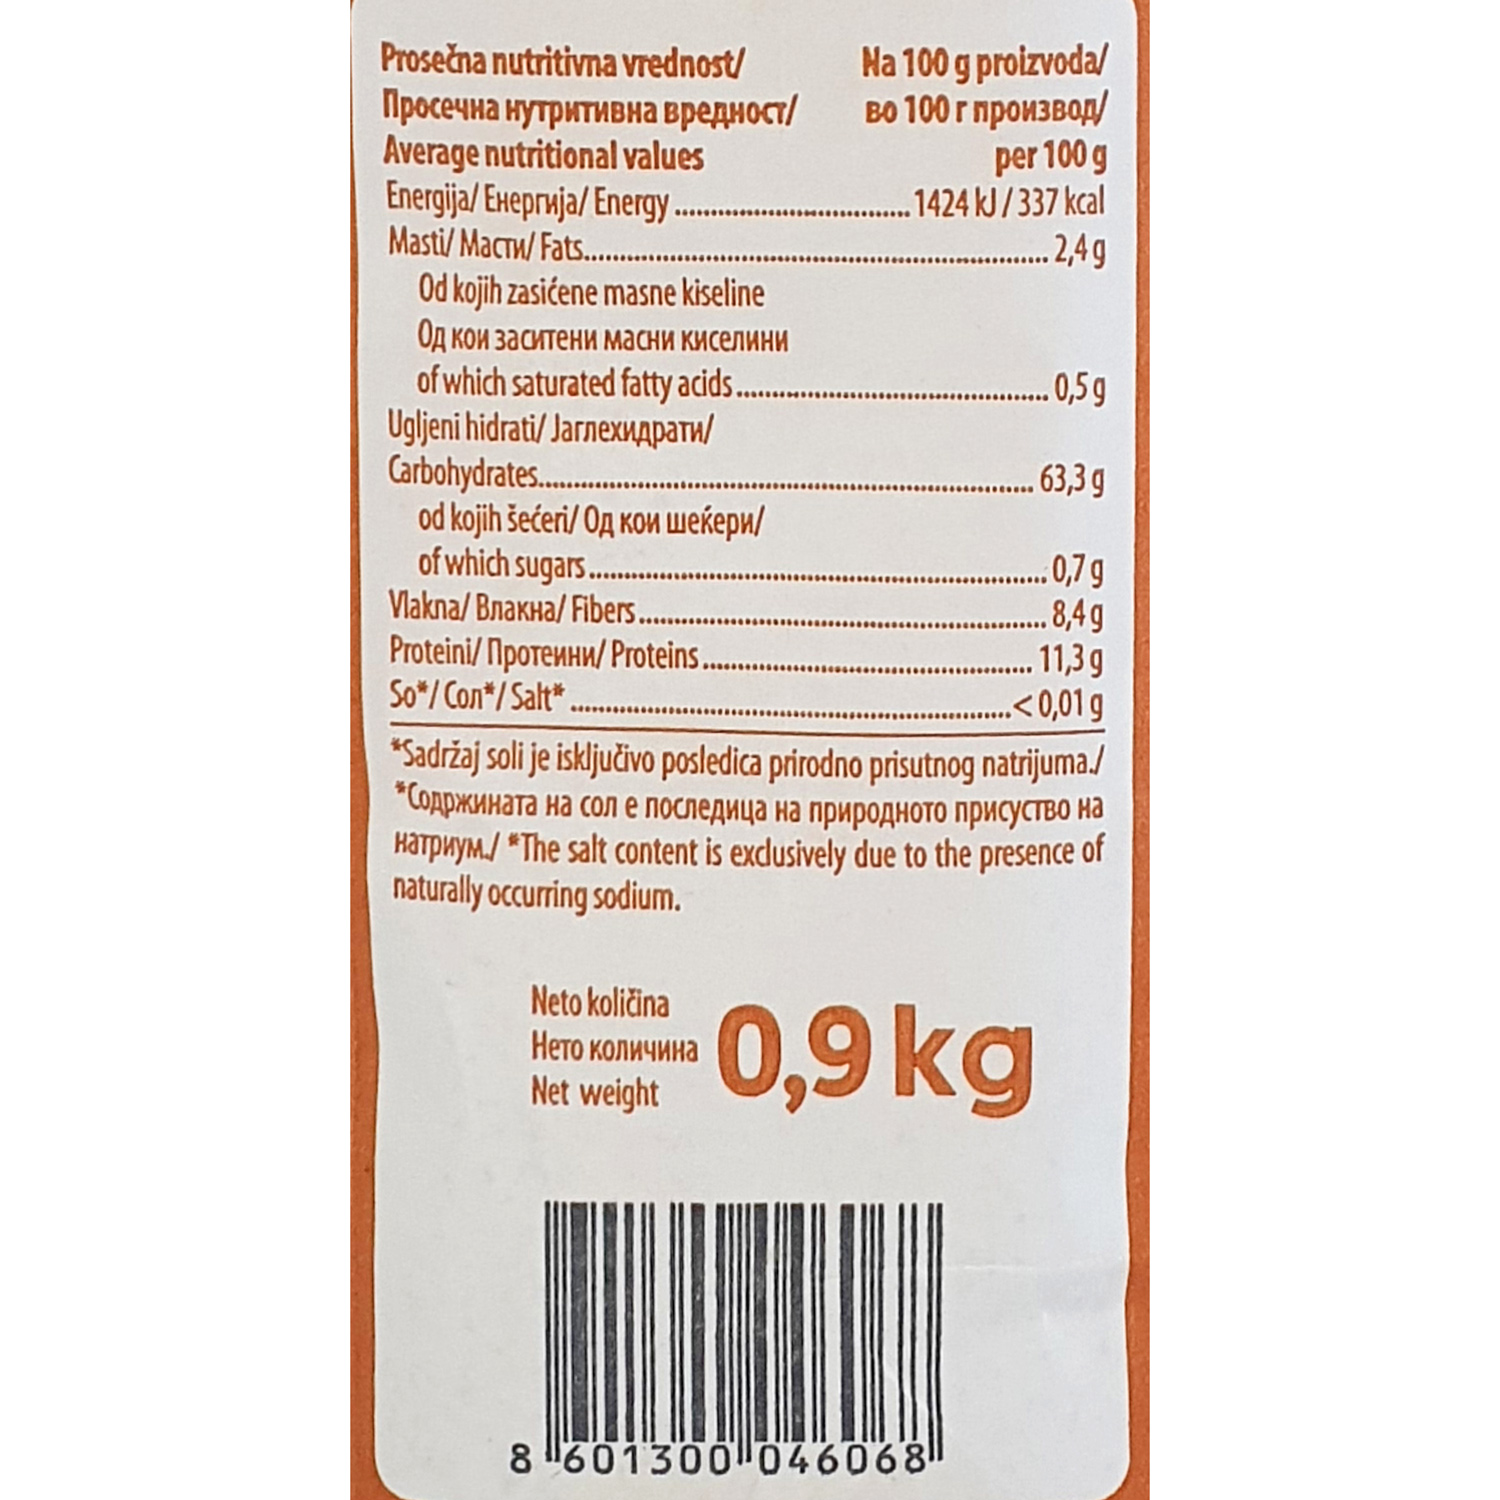 Prosečna nutritivna vrednost/ Na 100 g proizvoda/
Просечна нутритивна вредност/ во 100 г производ/
Average nutritional values per 100 g
Energija/ Енергија/ Energy 1424 kJ / 337 kcal
Masti/ Масти/ Fats 2,4 g
Od kojih zasićene masne kiseline
Од кои заситени масни киселини
of which saturated fatty acids 0,5 g
Ugljeni hidrati/ Јаглехидрати/
Carbohydrates 63,3 g
od kojih šećeri/ Од кои шеќери/
of which sugars 0,7 g
Vlakna/ Влакна/ Fibers 8,4 g
Proteini/ Протеини/ Proteins 11,3 g
So*/ Сол*/ Salt* < 0,01 g
*Sadržaj soli je isključivo posledica prirodno prisutnog natrijuma./
*Содржината на сол е последица на природното присуство на
натриум./ *The salt content is exclusively due to the presence of
naturally occurring sodium.
Neto količina
Нето количина
Net weight
0,9 kg
8 601300 046068